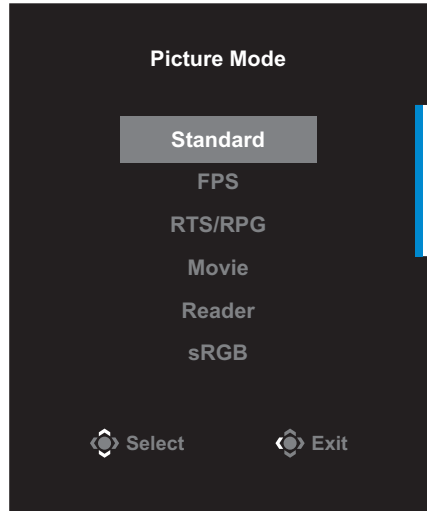 Picture Mode
Standard
FPS
RTS/RPG
Movie
Reader
sRGB
Select Exit